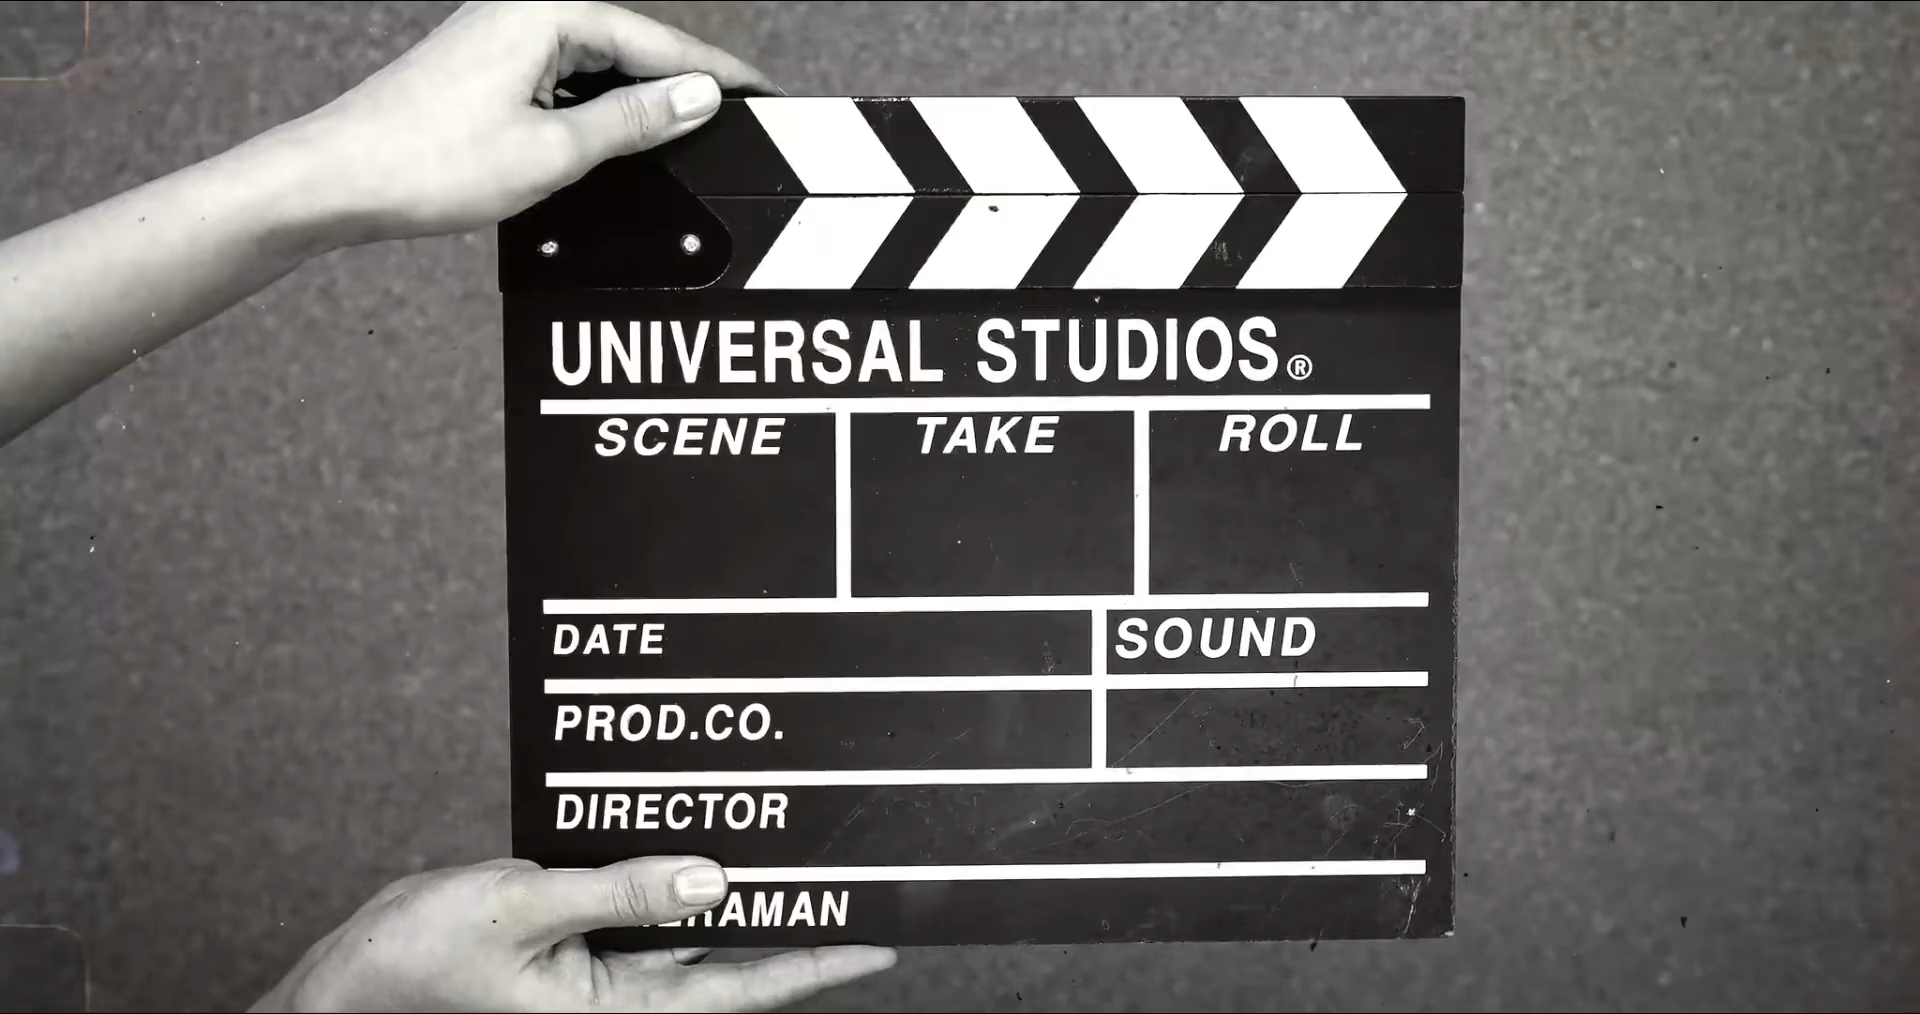 UNIVERSAL STUDIOS®
SCENE TAKE ROLL
DATE SOUND
PROD.CO.
DIRECTOR